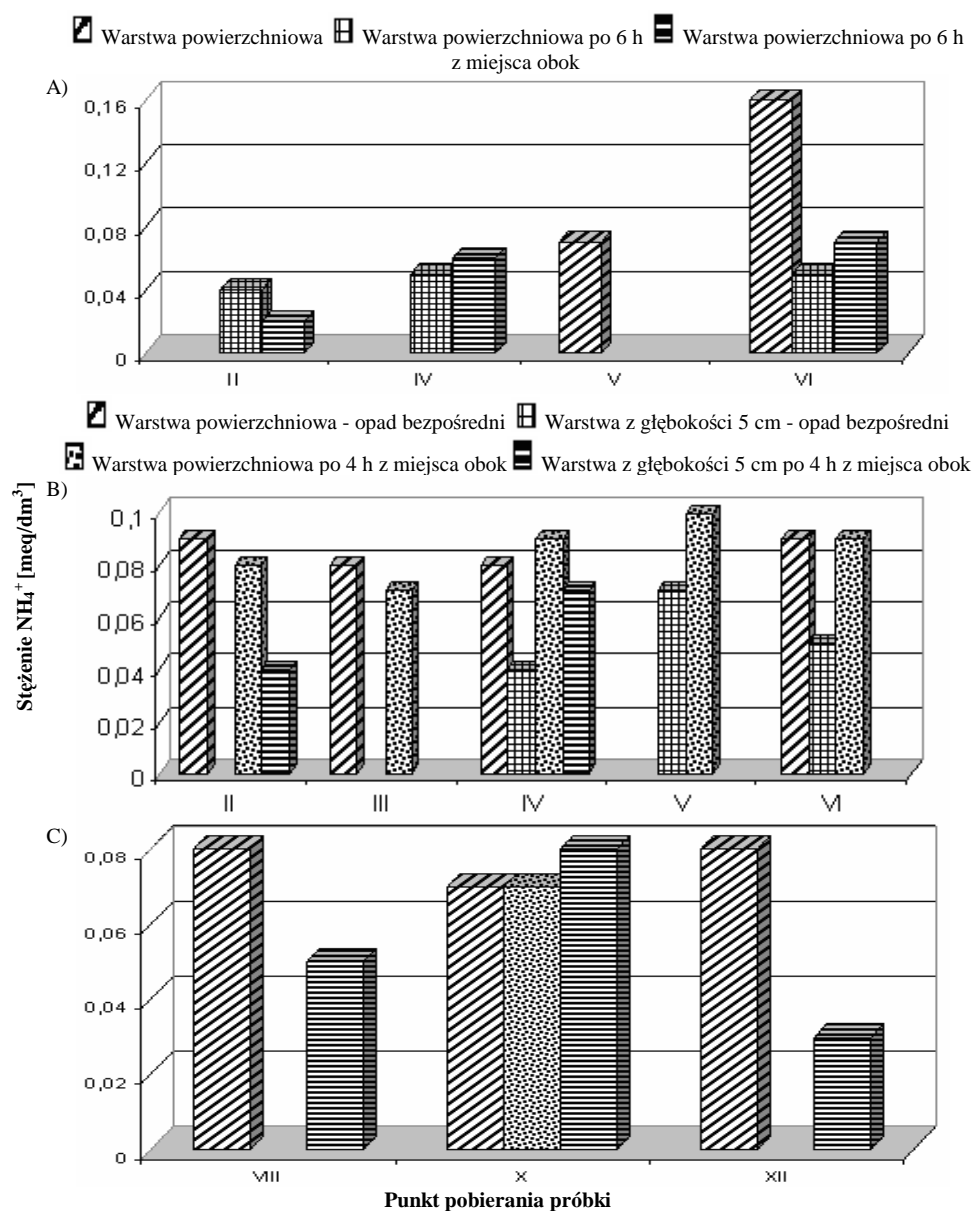 Warstwa powierzchniowa Warstwa powierzchniowa po 6 h Warstwa powierzchniowa po 6 h
z miejsca obok
A)
0,16
0,12
0,08
0,04
0
II IV V VI
Warstwa powierzchniowa - opad bezpośredni Warstwa z głębokości 5 cm - opad bezpośredni
Warstwa powierzchniowa po 4 h z miejsca obok Warstwa z głębokości 5 cm po 4 h z miejsca obok
B)
Stężenie NH₄⁺ [meq/dm³]
0,1
0,08
0,06
0,04
0,02
0
II III IV V VI
C)
0,08
0,06
0,04
0,02
0
VIII X XII
Punkt pobierania próbki